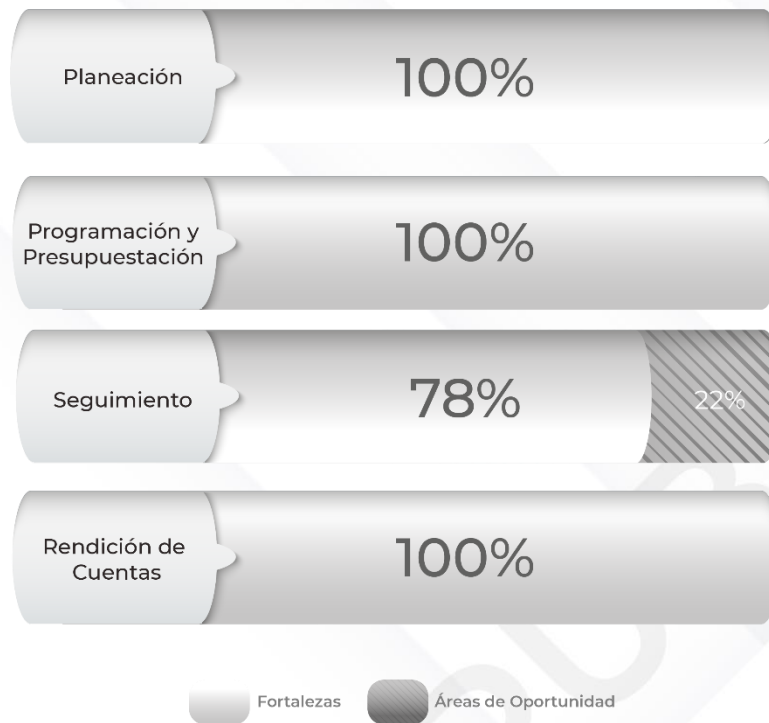 Planeación
100%
Programación y
Presupuestación
100%
Seguimiento
78%
22%
Rendición de
Cuentas
100%
Fortalezas
Áreas de Oportunidad